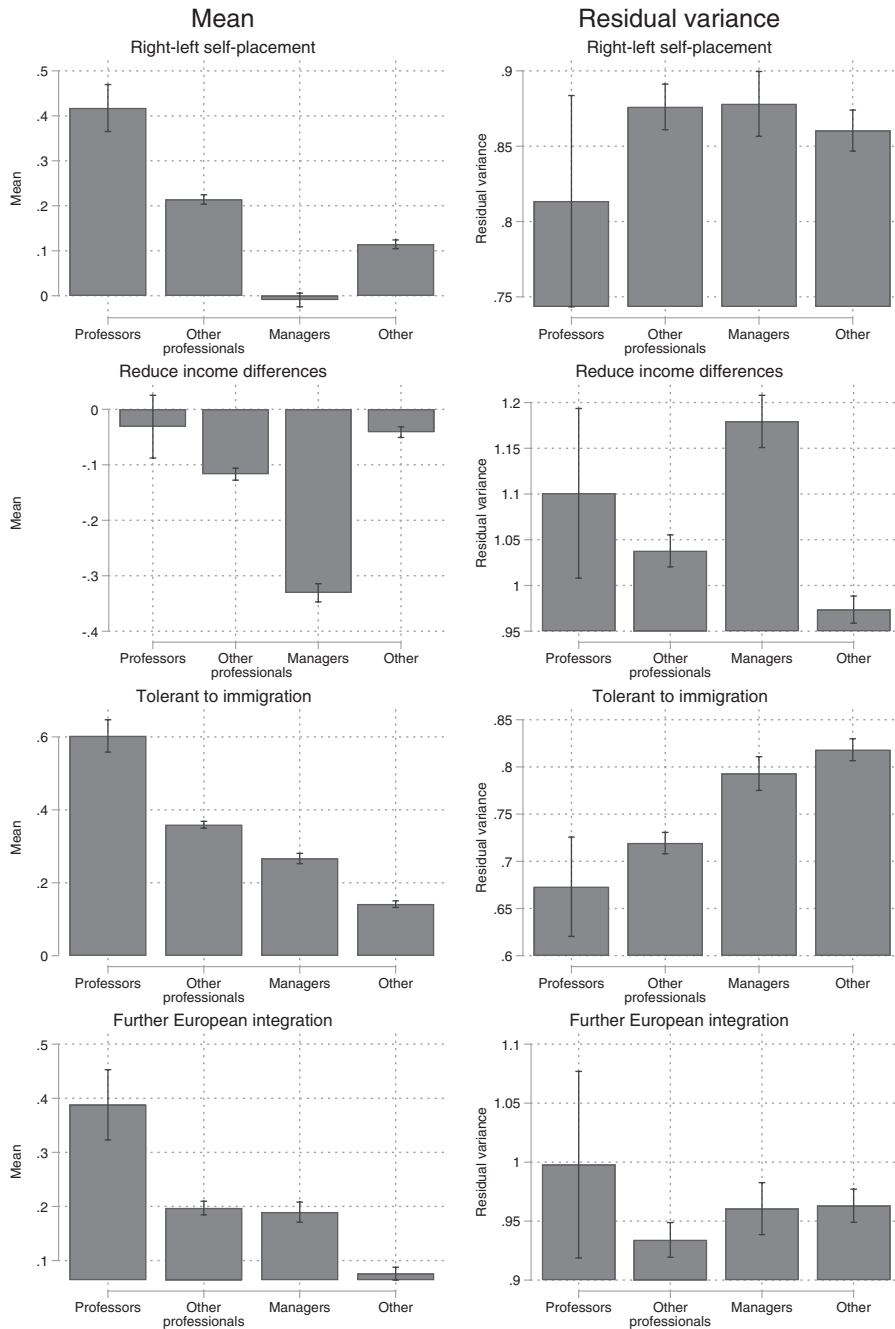 Mean
Right-left self-placement
.5
.4
.3
.2
.1
0
Mean
Professors
Other
professionals
Managers
Other
Residual variance
Right-left self-placement
.9
.85
.8
.75
Residual variance
Professors
Other
professionals
Managers
Other
Reduce income differences
0
-.1
-.2
-.3
-.4
Mean
Professors
Other
professionals
Managers
Other
Reduce income differences
1.2
1.15
1.1
1.05
1
.95
Residual variance
Professors
Other
professionals
Managers
Other
Tolerant to immigration
.6
.4
.2
0
Mean
Professors
Other
professionals
Managers
Other
Tolerant to immigration
.85
.8
.75
.7
.65
.6
Residual variance
Professors
Other
professionals
Managers
Other
Further European integration
.5
.4
.3
.2
.1
Mean
Professors
Other
professionals
Managers
Other
Further European integration
1.1
1.05
1
.95
.9
Residual variance
Professors
Other
professionals
Managers
Other